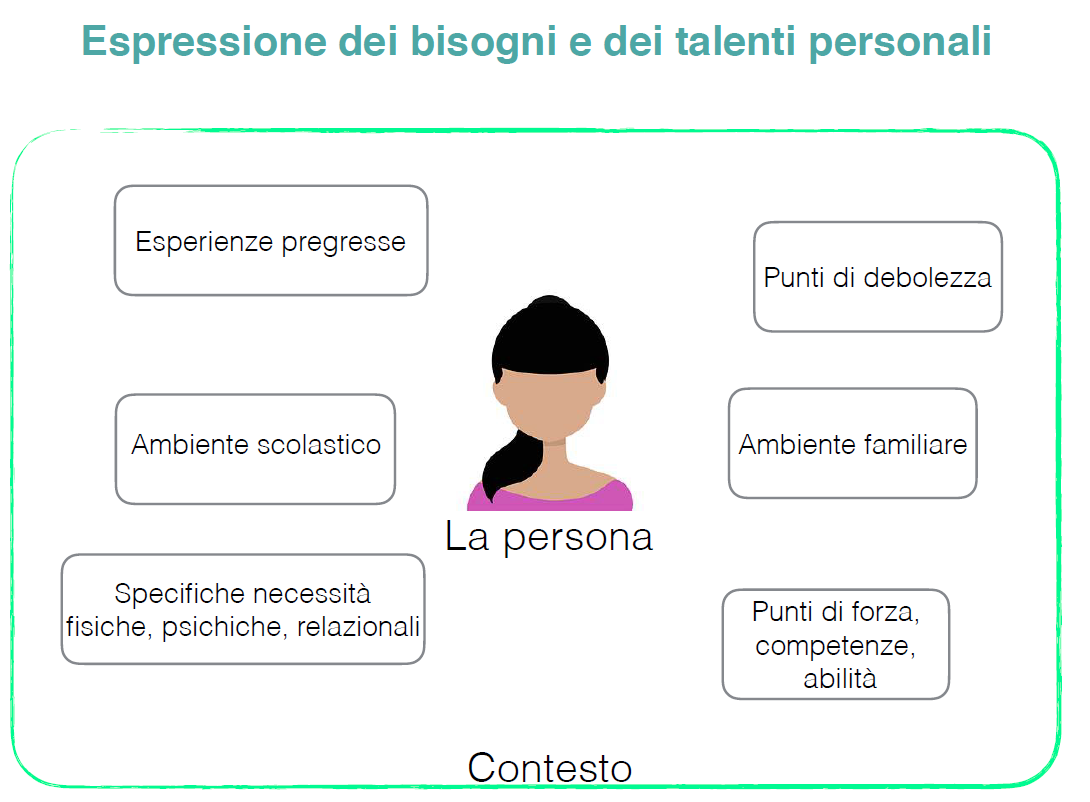 Espressione dei bisogni e dei talenti personali
Esperienze pregresse
Punti di debolezza
Ambiente scolastico
Ambiente familiare
La persona
Specifiche necessità
fisiche, psichiche, relazionali
Punti di forza,
competenze,
abilità
Contesto